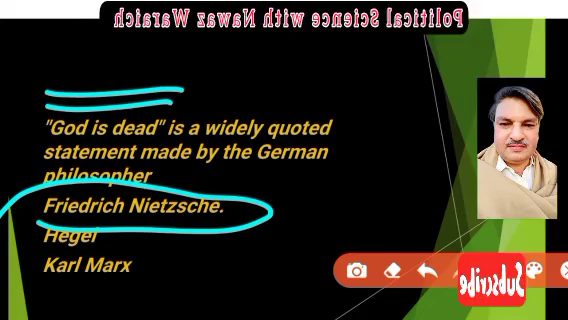 Political Science with Nawaz Waraich
"God is dead" is a widely quoted
statement made by the German
philosopher
Friedrich Nietzsche.
Hegel
Karl Marx
Subscribe